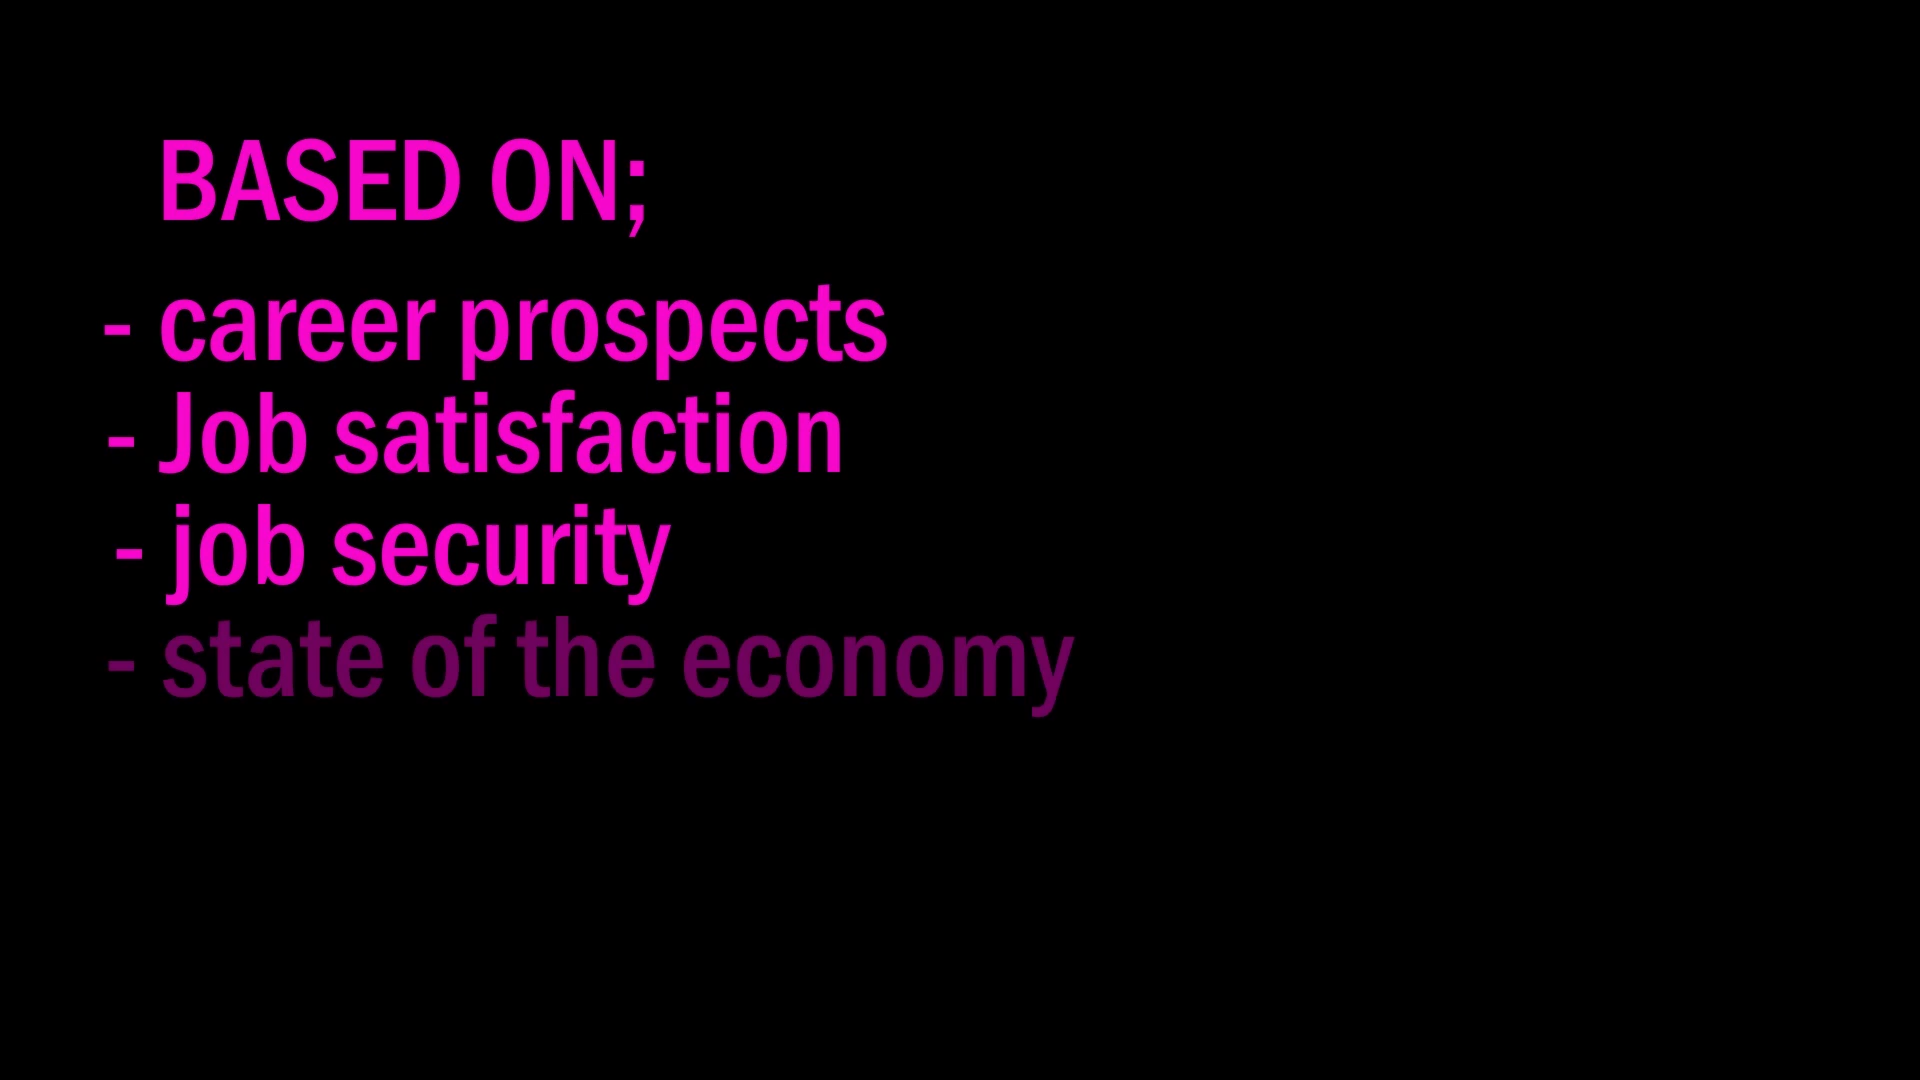 BASED ON;
- career prospects
- Job satisfaction
- job security
- state of the economy